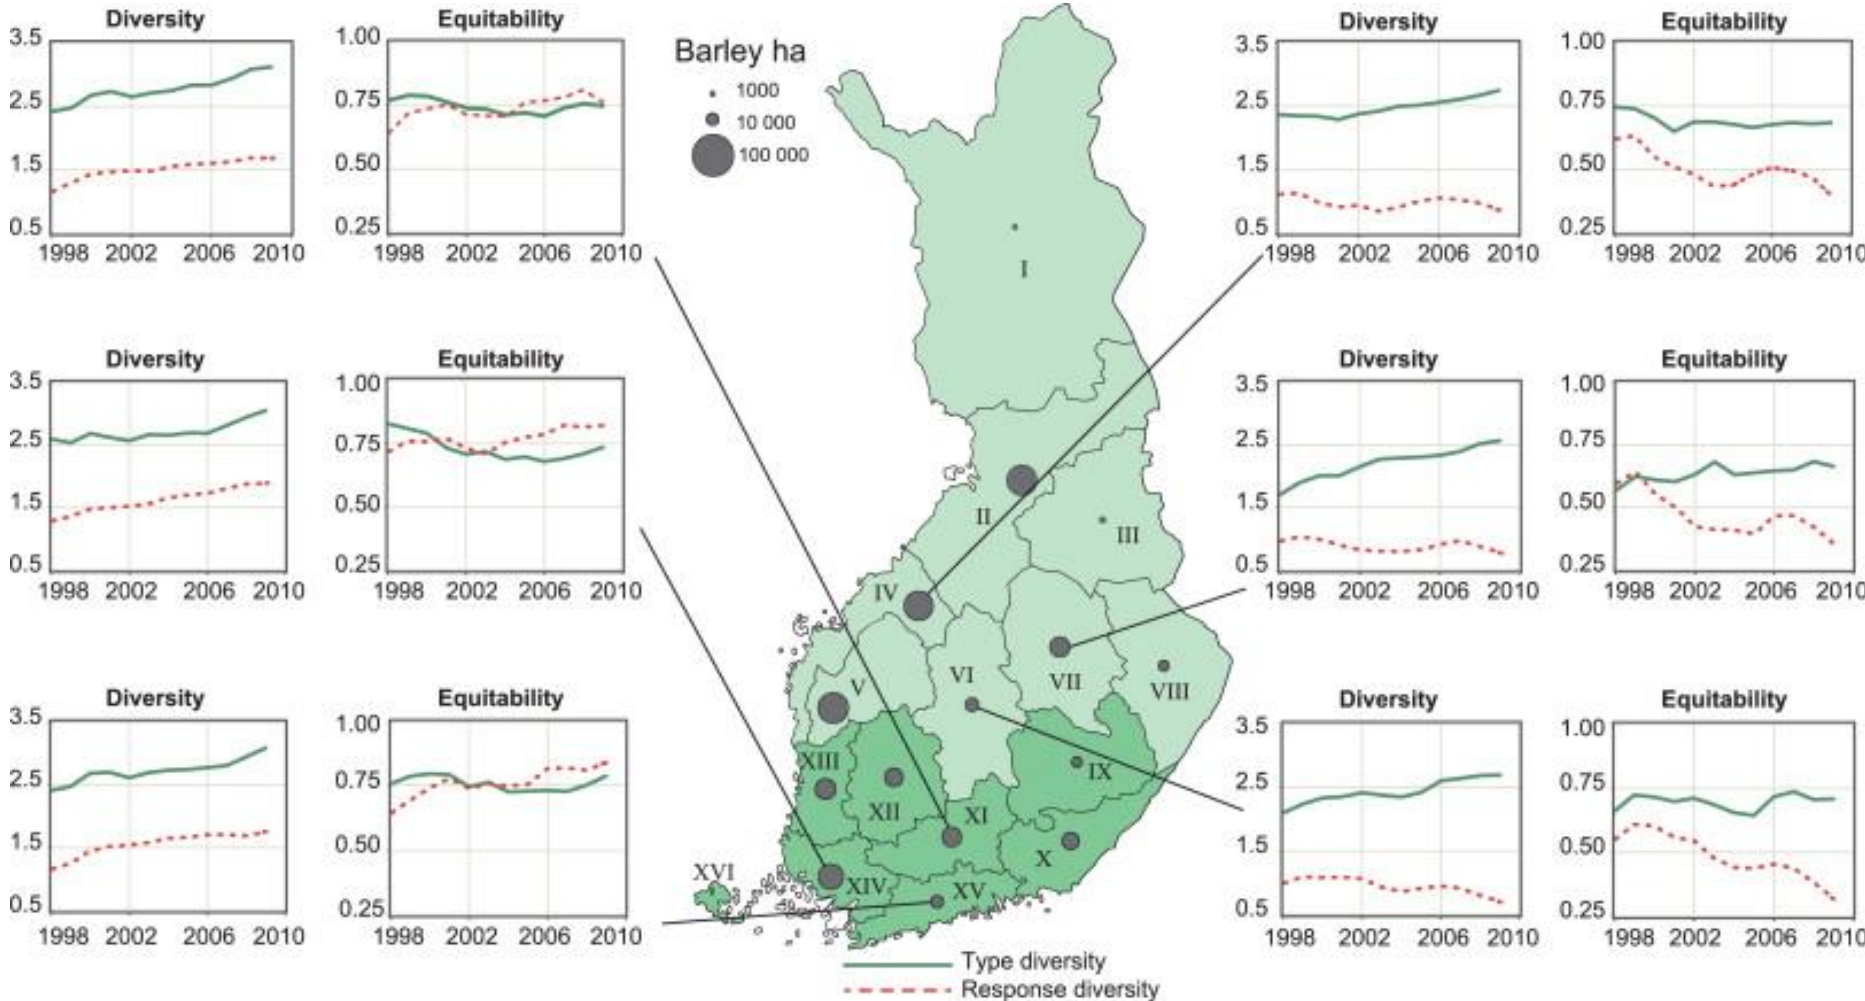 Diversity
3.5
2.5
1.5
0.5
1998 2002 2006 2010
Equitability
1.00
0.75
0.50
0.25
1998 2002 2006 2010
Diversity
3.5
2.5
1.5
0.5
1998 2002 2006 2010
Equitability
1.00
0.75
0.50
0.25
1998 2002 2006 2010
Diversity
3.5
2.5
1.5
0.5
1998 2002 2006 2010
Equitability
1.00
0.75
0.50
0.25
1998 2002 2006 2010
Barley ha
1000
10 000
100 000
I
II
III
IV
V
VI
VII
VIII
XIII
XII
XI
IX
X
XVI
XIV
XV
Type diversity
Response diversity
Diversity
3.5
2.5
1.5
0.5
1998 2002 2006 2010
Equitability
1.00
0.75
0.50
0.25
1998 2002 2006 2010
Diversity
3.5
2.5
1.5
0.5
1998 2002 2006 2010
Equitability
1.00
0.75
0.50
0.25
1998 2002 2006 2010
Diversity
3.5
2.5
1.5
0.5
1998 2002 2006 2010
Equitability
1.00
0.75
0.50
0.25
1998 2002 2006 2010